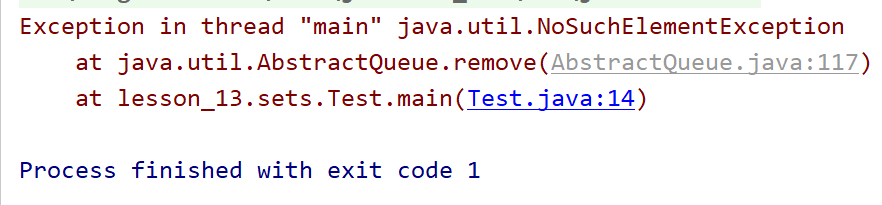 Exception in thread "main" java.util.NoSuchElementException
at java.util.AbstractQueue.remove(AbstractQueue.java:117)
at lesson_13.sets.Test.main(Test.java:14)
Process finished with exit code 1